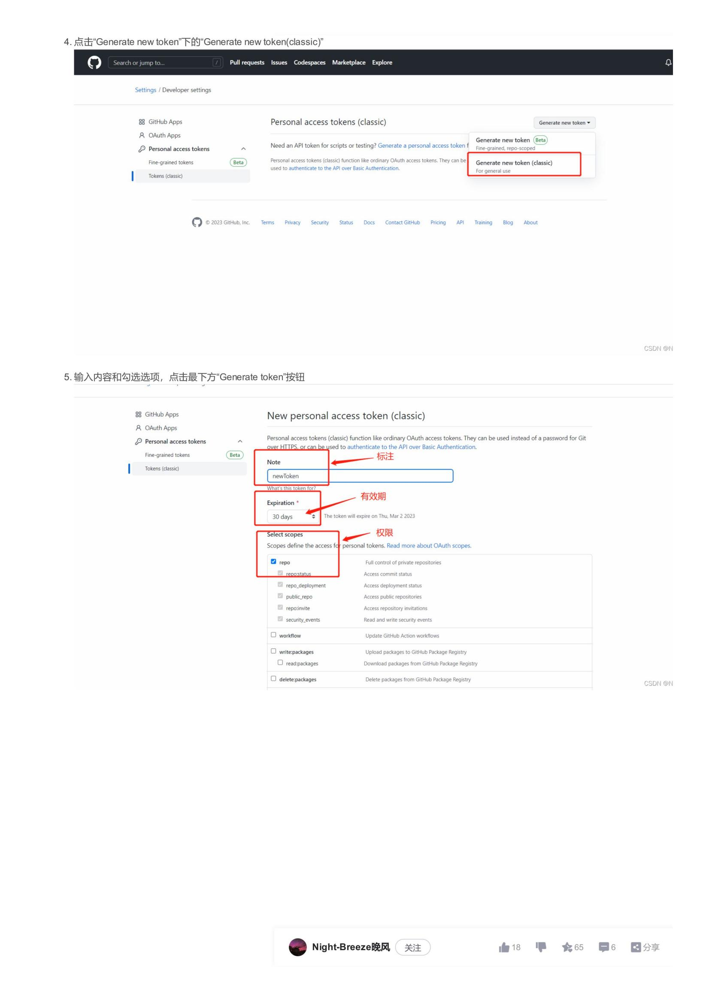 4. 点击“Generate new token”下的“Generate new token(classic)”
Search or jump to... /
Pull requests Issues Codespaces Marketplace Explore
Settings / Developer settings
GitHub Apps
OAuth Apps
Personal access tokens
Fine-grained tokens Beta
Tokens (classic)
Personal access tokens (classic)
Generate new token
Need an API token for scripts or testing? Generate a personal access token f
Personal access tokens (classic) function like ordinary OAuth access tokens. They can be
used to authenticate to the API over Basic Authentication.
Generate new token Beta
Fine-grained, repo-scoped
Generate new token (classic)
For general use
© 2023 GitHub, Inc. Terms Privacy Security Status Docs Contact GitHub Pricing API Training Blog About
CSDN @N
5. 输入内容和勾选选项，点击最下方“Generate token”按钮
GitHub Apps
OAuth Apps
Personal access tokens
Fine-grained tokens Beta
Tokens (classic)
New personal access token (classic)
Personal access tokens (classic) function like ordinary OAuth access tokens. They can be used instead of a password for Git
over HTTPS, or can be used to authenticate to the API over Basic Authentication.
标注
Note
newToken
What's this token for?
有效期
Expiration *
30 days The token will expire on Thu, Mar 2 2023
权限
Select scopes
Scopes define the access for personal tokens. Read more about OAuth scopes.
repo Full control of private repositories
repo:status Access commit status
repo_deployment Access deployment status
public_repo Access public repositories
repo:invite Access repository invitations
security_events Read and write security events
workflow Update GitHub Action workflows
write:packages Upload packages to GitHub Package Registry
read:packages Download packages from GitHub Package Registry
delete:packages Delete packages from GitHub Package Registry
CSDN @N
Night-Breeze晚风 关注 18 65 6 分享